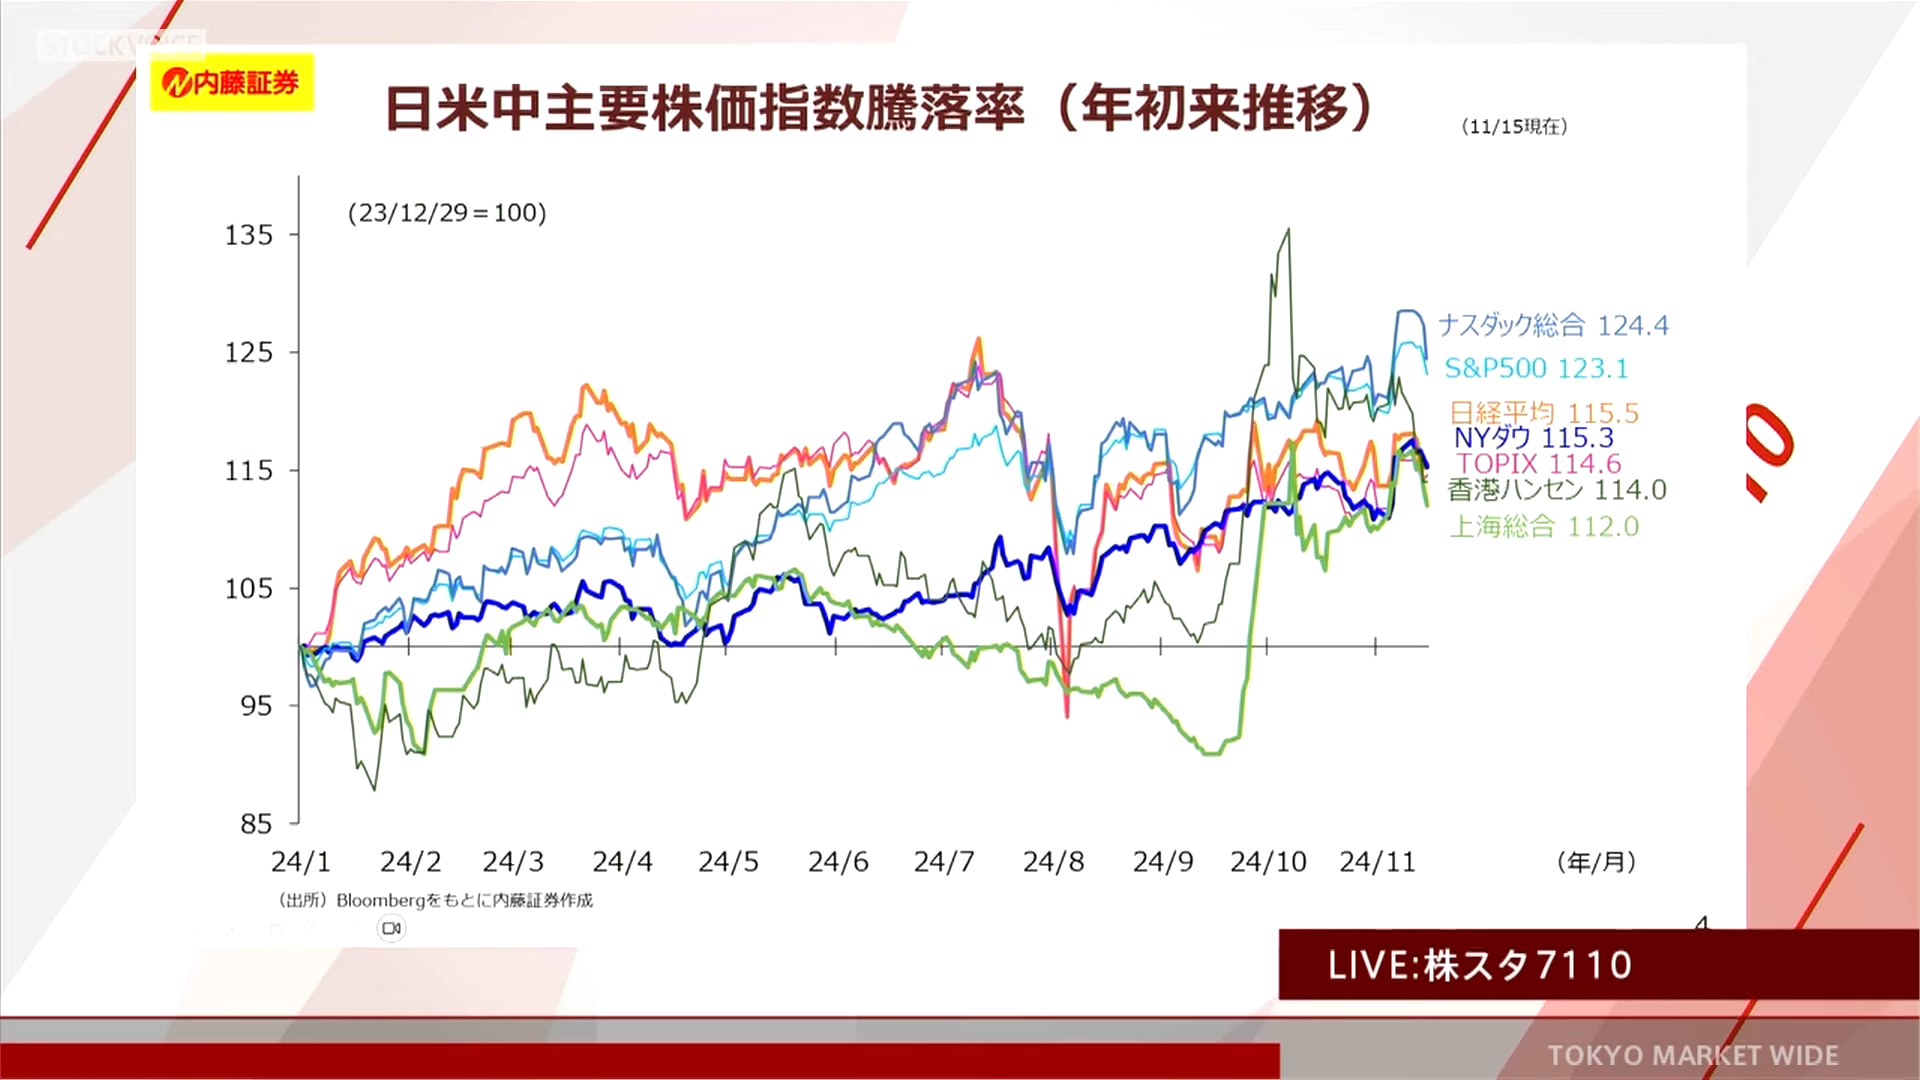 STOCKVOICE
内藤証券
日米中主要株価指数騰落率（年初来推移）
（11/15現在）
(23/12/29＝100)
135
125
115
105
95
85
ナスダック総合 124.4
S&P500 123.1
日経平均 115.5
NYダウ 115.3
TOPIX 114.6
香港ハンセン 114.0
上海総合 112.0
24/1 24/2 24/3 24/4 24/5 24/6 24/7 24/8 24/9 24/10 24/11 （年/月）
（出所）Bloombergをもとに内藤証券作成
4
LIVE:株スタ7110
TOKYO MARKET WIDE